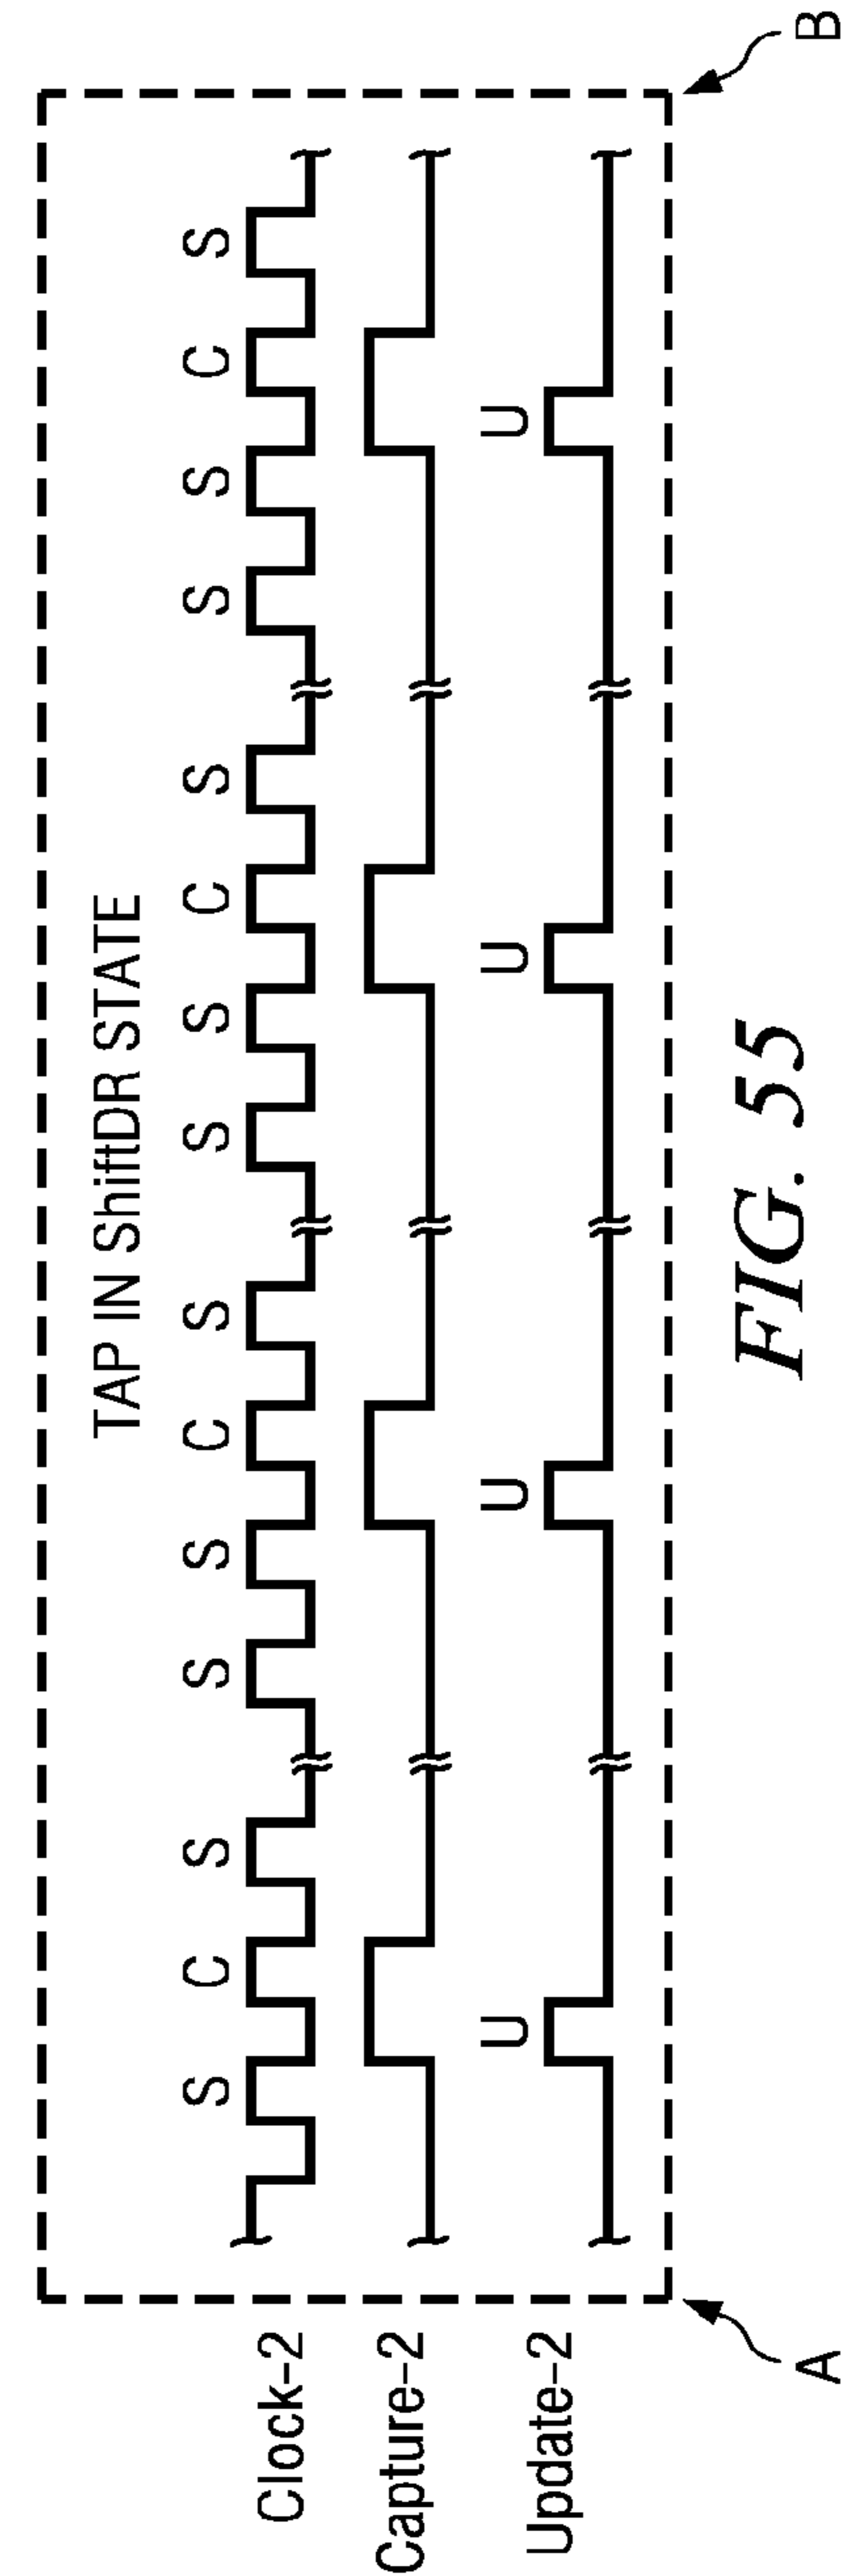 TAP IN ShiftDR STATE
S C S S S C S S S C S S S C S
Clock-2
Capture-2
U U U U
Update-2
A B
FIG. 55